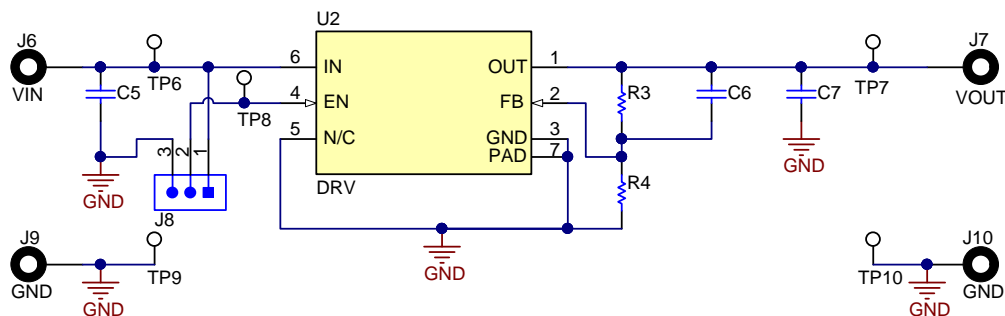 U2
J6
J7
6
IN
OUT
1
VIN
C5
TP6
R3
C6
C7
TP7
VOUT
4
EN
FB
2
TP8
5
N/C
GND
3
PAD
7
3
2
1
GND
DRV
R4
GND
J8
J9
J10
GND
TP9
GND
GND
TP10
GND
GND